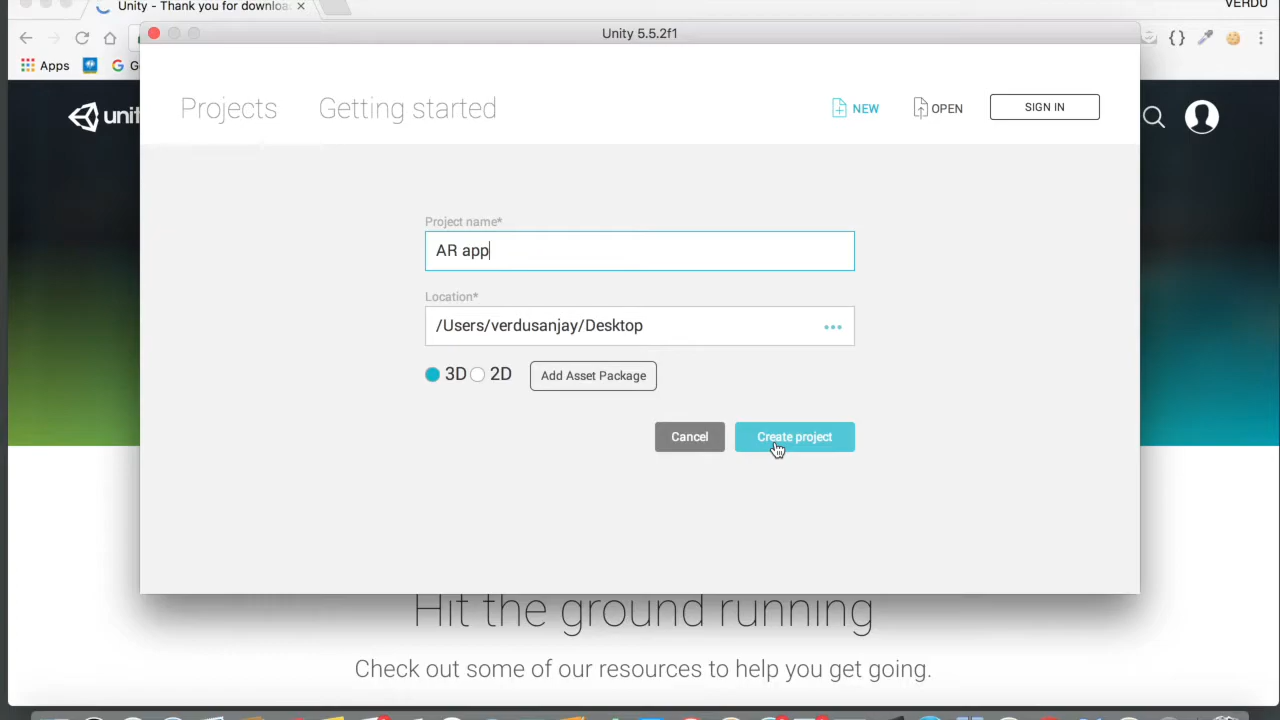 Unity - Thank you for downloa
VERDU
Unity 5.5.2f1
Apps
G
unit
Projects
Getting started
NEW
OPEN
SIGN IN
Project name*
AR app
Location*
/Users/verdusanjay/Desktop
3D
2D
Add Asset Package
Cancel
Create project
Hit the ground running
Check out some of our resources to help you get going.